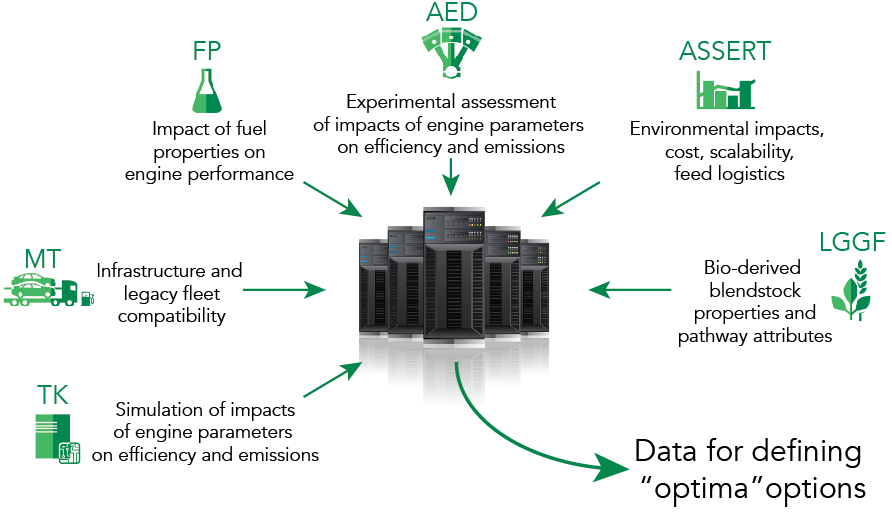 AED
FP
ASSERT
Experimental assessment
of impacts of engine parameters
on efficiency and emissions
Impact of fuel
properties on
engine performance
Environmental impacts,
cost, scalability,
feed logistics
MT
Infrastructure and
legacy fleet
compatibility
LGGF
Bio-derived
blendstock
properties and
pathway attributes
TK
Simulation of impacts
of engine parameters
on efficiency and emissions
Data for defining
“optima”options